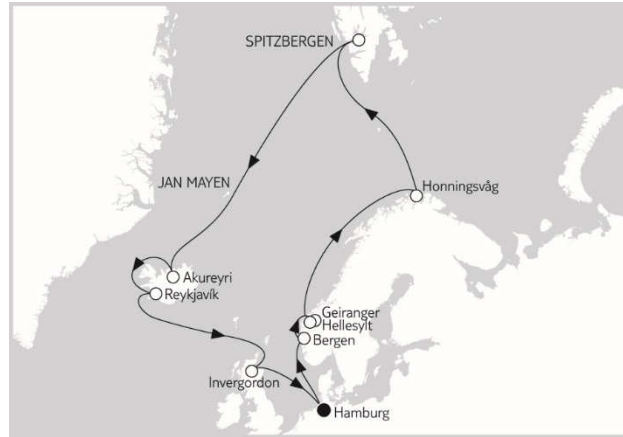 SPITZBERGEN
JAN MAYEN
Honningsvåg
Akureyri
Reykjavík
Geiranger
Hellesylt
Bergen
Invergordon
Hamburg